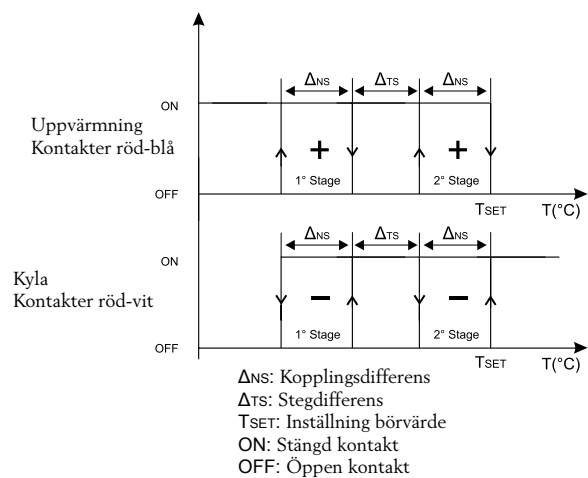 ΔNS ΔTS ΔNS
ON
Uppvärmning
Kontakter röd-blå
+ +
1° Stage 2° Stage
OFF
TSET T(°C)
ΔNS ΔTS ΔNS
ON
Kyla
Kontakter röd-vit
− −
1° Stage 2° Stage
OFF
TSET T(°C)
ΔNS: Kopplingsdifferens
ΔTS: Stegdifferens
TSET: Inställning börvärde
ON: Stängd kontakt
OFF: Öppen kontakt